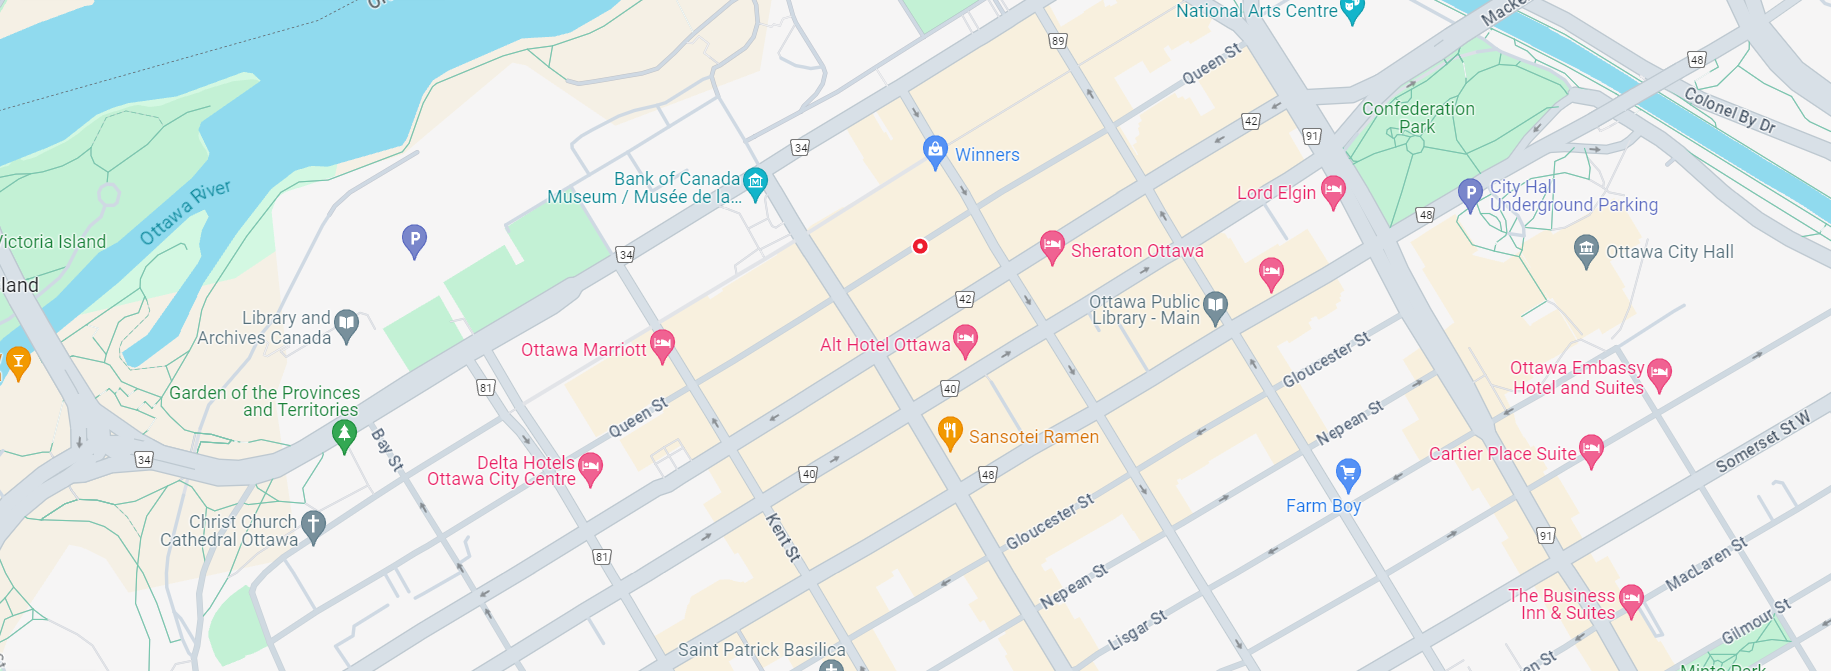 National Arts Centre
89
Queen St
48
Colonel By Dr
Confederation
Park
42
91
34
Winners
Bank of Canada
Museum / Musée de la...
Ottawa River
Lord Elgin
City Hall
Underground Parking
48
Victoria Island
34
Sheraton Ottawa
Ottawa City Hall
42
Ottawa Public
Library - Main
Library and
Archives Canada
Ottawa Marriott
Alt Hotel Ottawa
Gloucester St
Ottawa Embassy
Hotel and Suites
81
40
Garden of the Provinces
and Territories
Queen St
Nepean St
Sansotei Ramen
Bay St
Somerset St W
34
Delta Hotels
Ottawa City Centre
40
48
Cartier Place Suite
Farm Boy
Christ Church
Cathedral Ottawa
Kent St
Gloucester St
81
91
MacLaren St
Nepean St
The Business
Inn & Suites
Lisgar St
Gilmour St
Saint Patrick Basilica
Minto Park